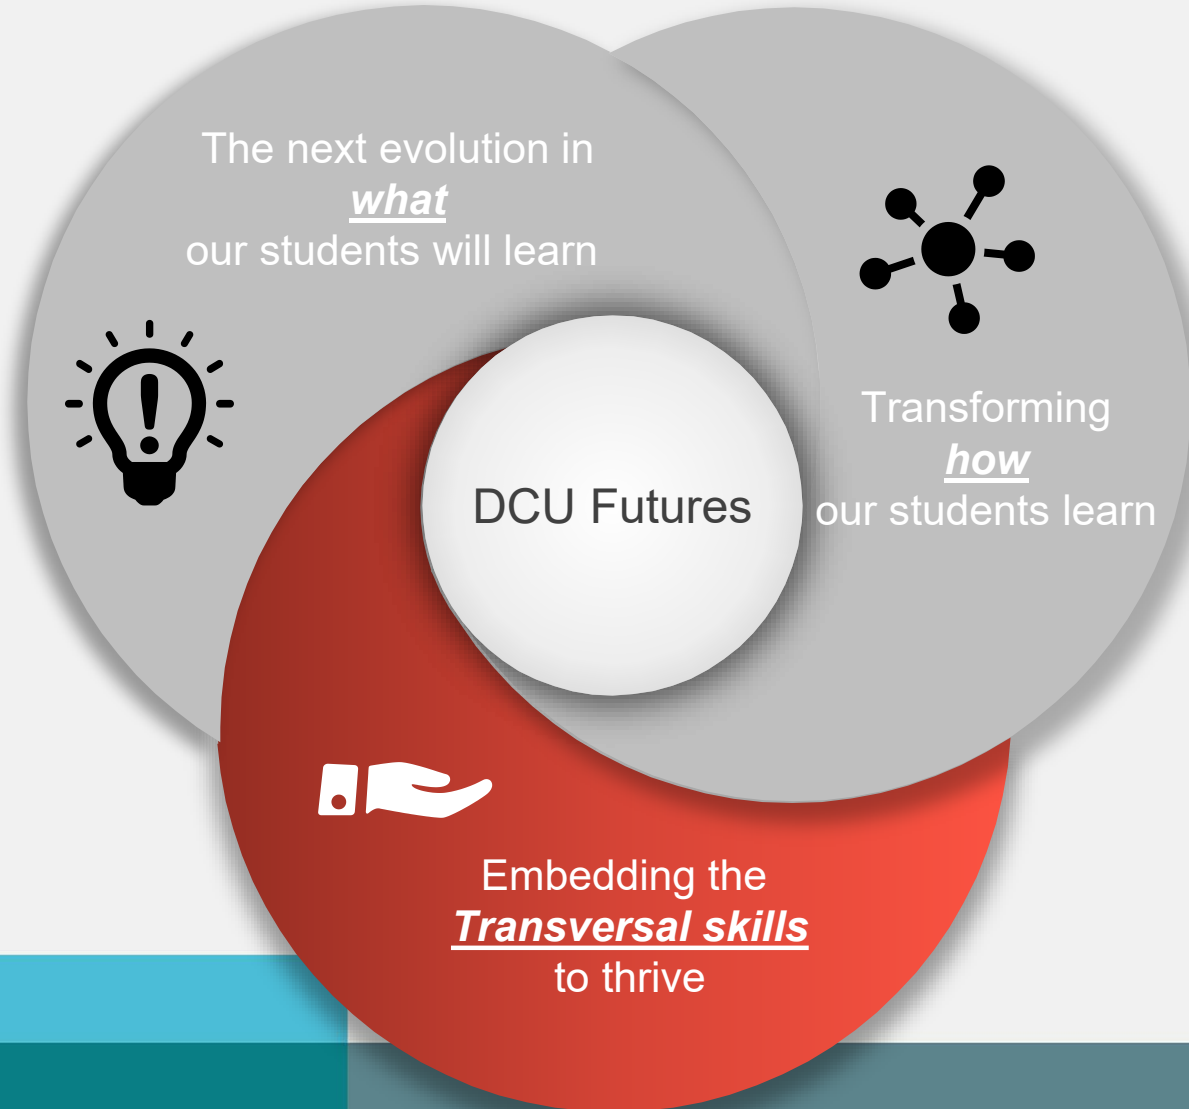 The next evolution in
what
our students will learn
Transforming
how
our students learn
DCU Futures
Embedding the
Transversal skills
to thrive